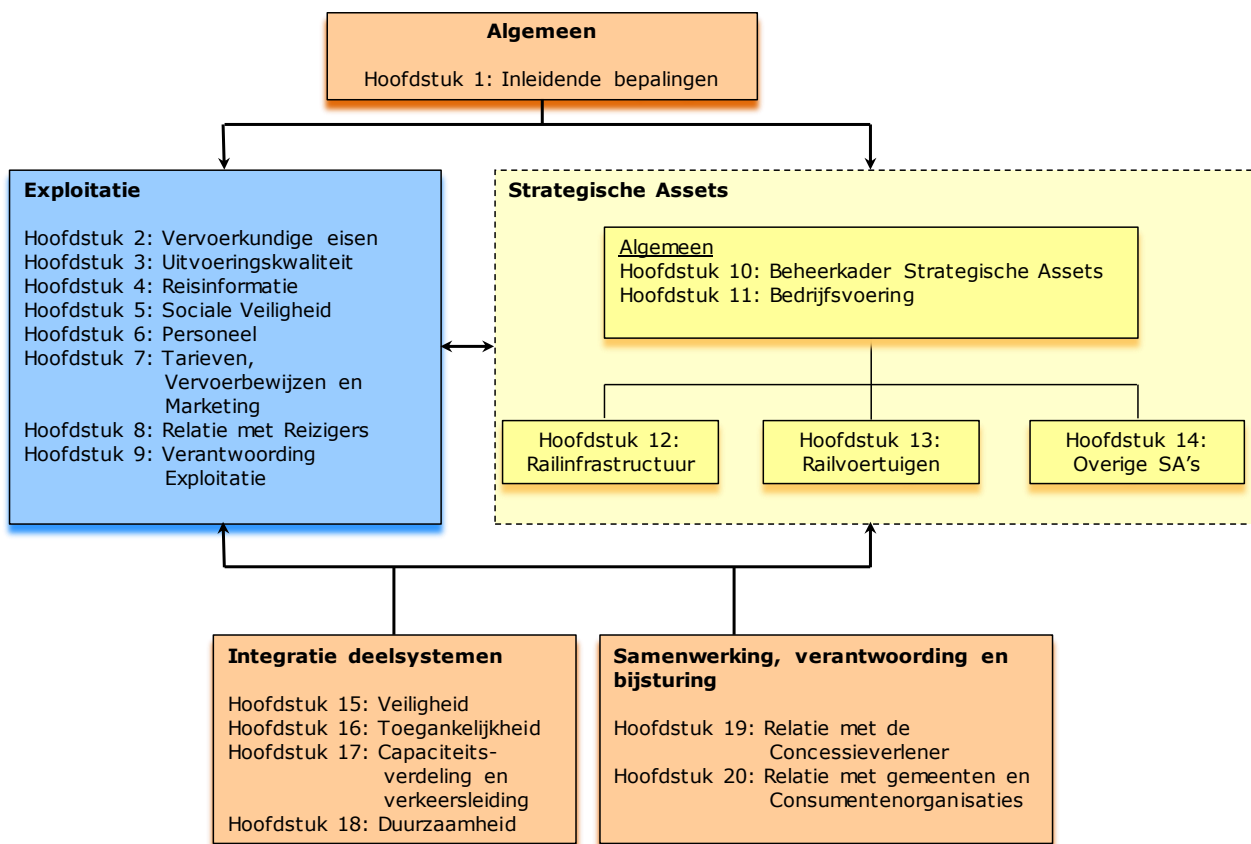 Algemeen
Hoofdstuk 1: Inleidende bepalingen
Exploitatie
Hoofdstuk 2: Vervoerkundige eisen
Hoofdstuk 3: Uitvoeringskwaliteit
Hoofdstuk 4: Reisinformatie
Hoofdstuk 5: Sociale Veiligheid
Hoofdstuk 6: Personeel
Hoofdstuk 7: Tarieven,
Vervoerbewijzen en
Marketing
Hoofdstuk 8: Relatie met Reizigers
Hoofdstuk 9: Verantwoording
Exploitatie
Strategische Assets
Algemeen
Hoofdstuk 10: Beheerkader Strategische Assets
Hoofdstuk 11: Bedrijfsvoering
Hoofdstuk 12:
Railinfrastructuur
Hoofdstuk 13:
Railvoertuigen
Hoofdstuk 14:
Overige SA's
Integratie deelsystemen
Hoofdstuk 15: Veiligheid
Hoofdstuk 16: Toegankelijkheid
Hoofdstuk 17: Capaciteits-
verdeling en
verkeersleiding
Hoofdstuk 18: Duurzaamheid
Samenwerking, verantwoording en
bijsturing
Hoofdstuk 19: Relatie met de
Concessieverlener
Hoofdstuk 20: Relatie met gemeenten en
Consumentenorganisaties